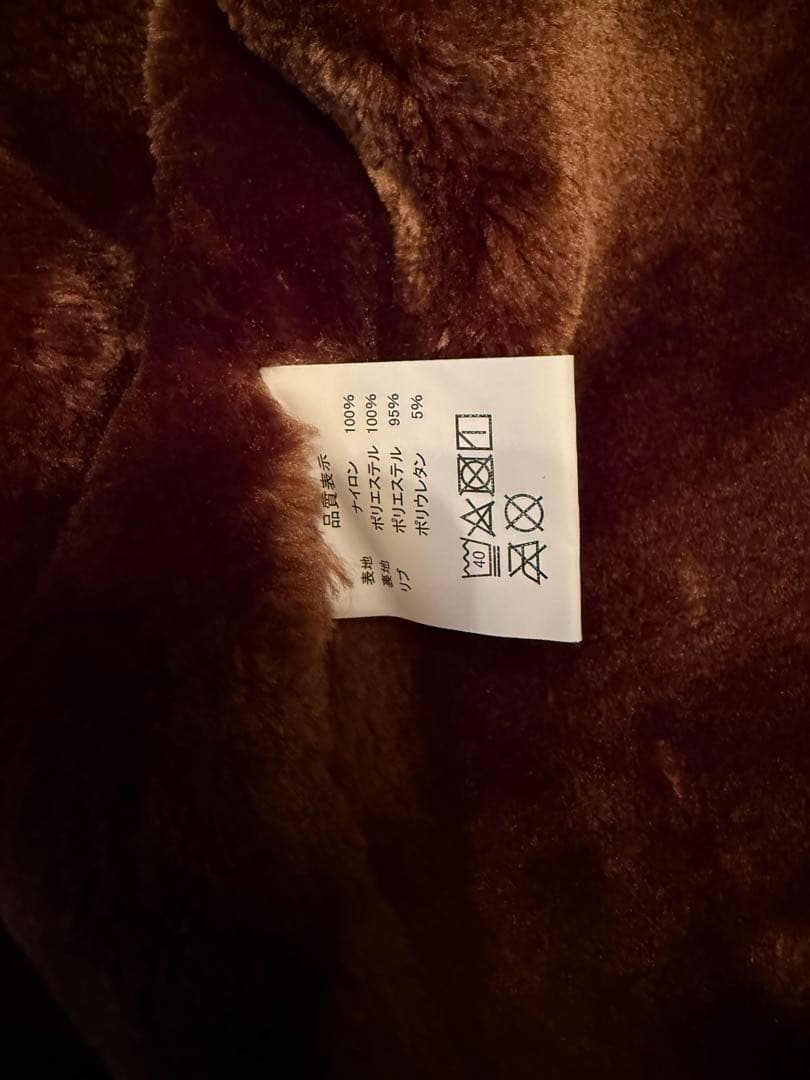 品質表示
表地 ナイロン 100%
裏地 ポリエステル 100%
リブ ポリエステル 95%
ポリウレタン 5%
40